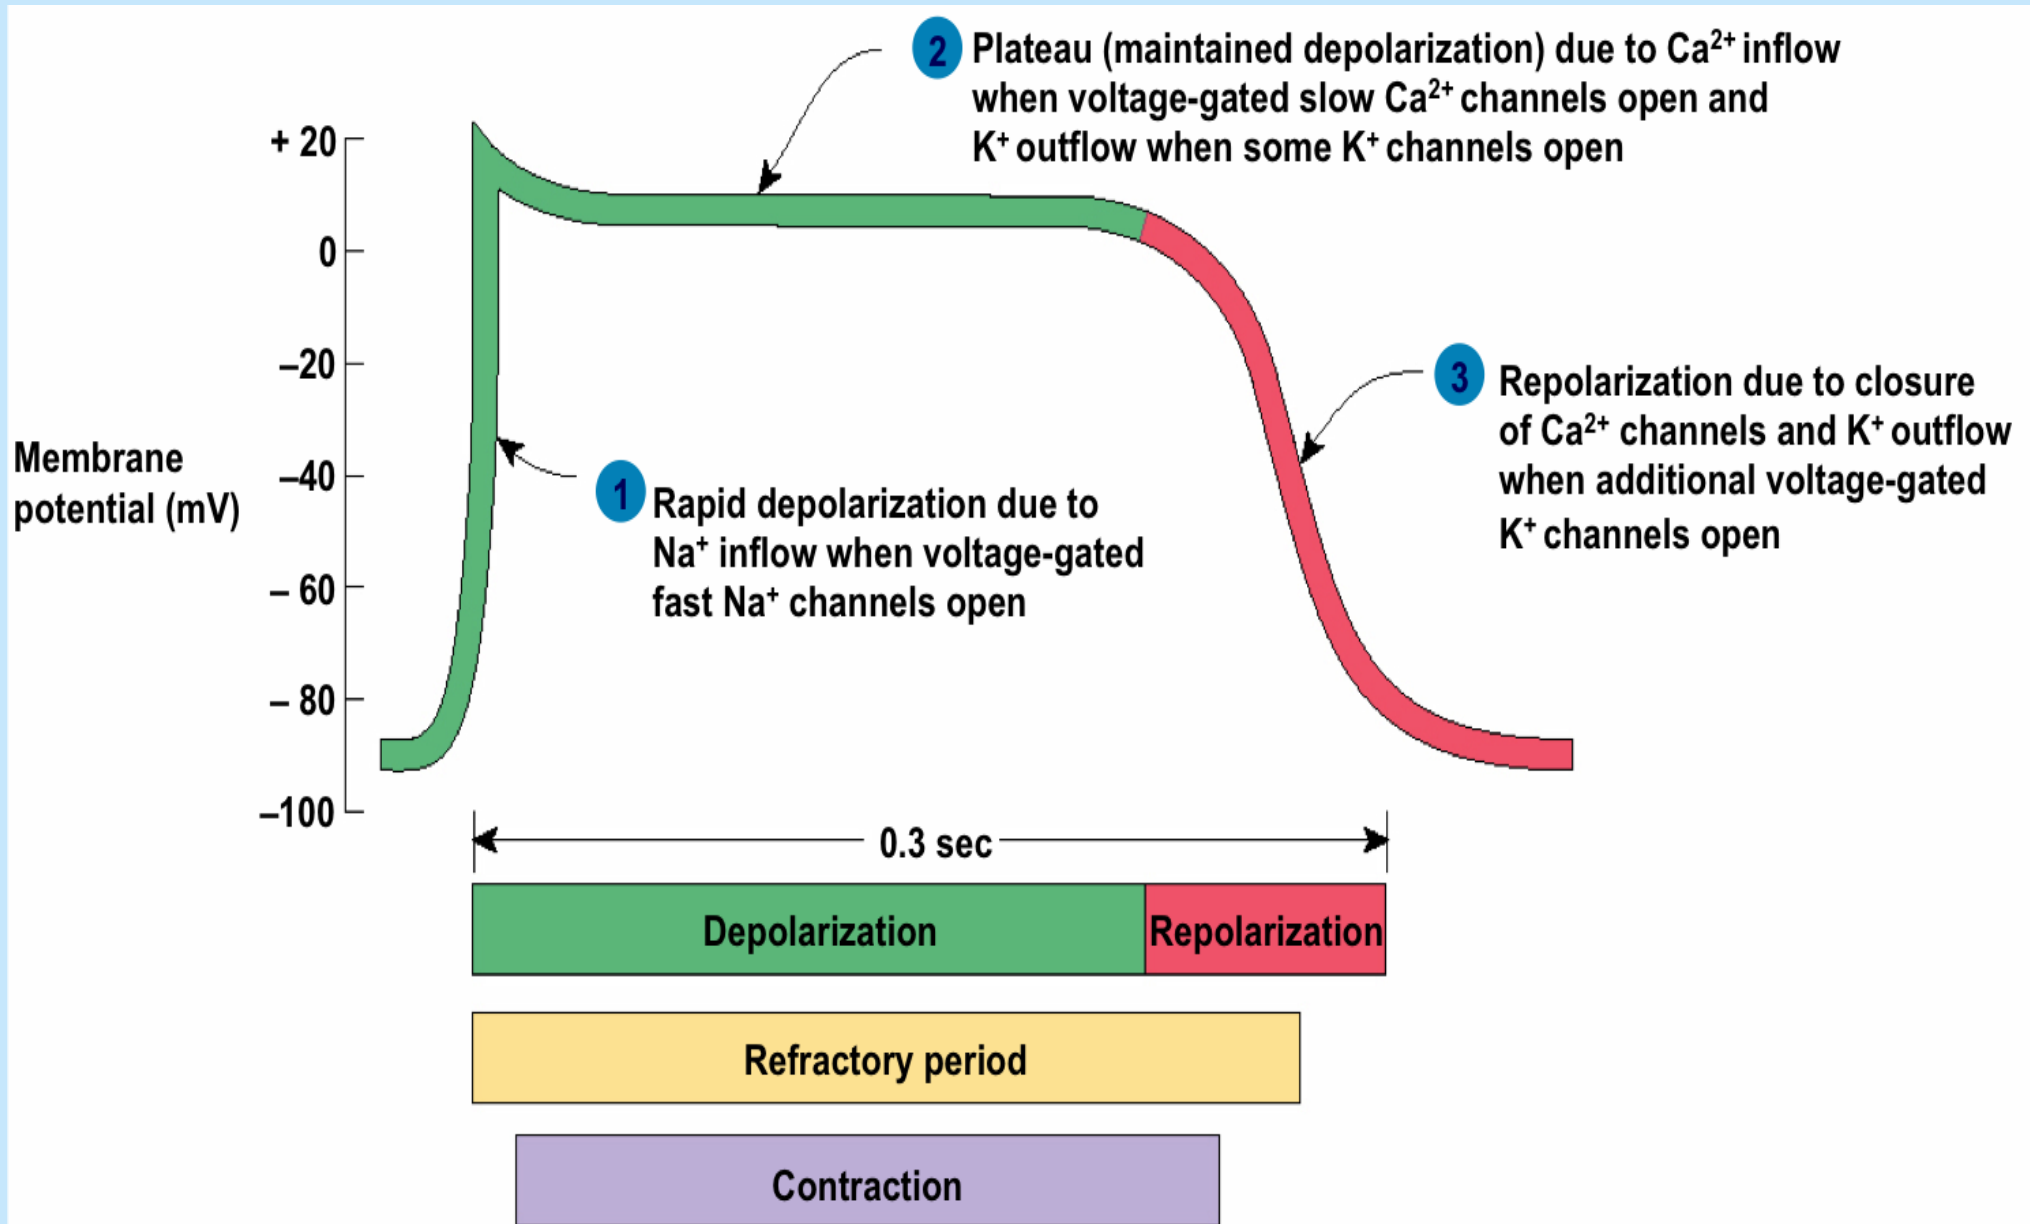 2 Plateau (maintained depolarization) due to Ca²⁺ inflow
when voltage-gated slow Ca²⁺ channels open and
K⁺ outflow when some K⁺ channels open
+ 20
0
–20
–40
– 60
– 80
–100
Membrane
potential (mV)
1 Rapid depolarization due to
Na⁺ inflow when voltage-gated
fast Na⁺ channels open
3 Repolarization due to closure
of Ca²⁺ channels and K⁺ outflow
when additional voltage-gated
K⁺ channels open
0.3 sec
Depolarization
Repolarization
Refractory period
Contraction